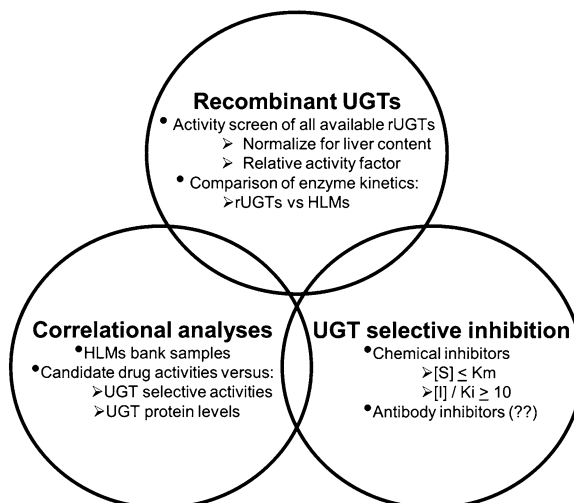 Recombinant UGTs
• Activity screen of all available rUGTs
➢ Normalize for liver content
➢ Relative activity factor
• Comparison of enzyme kinetics:
➢rUGTs vs HLMs
Correlational analyses
•HLMs bank samples
•Candidate drug activities versus:
➢UGT selective activities
➢UGT protein levels
UGT selective inhibition
•Chemical inhibitors
➢[S] ≤ Km
➢[I] / Ki ≥ 10
•Antibody inhibitors (??)